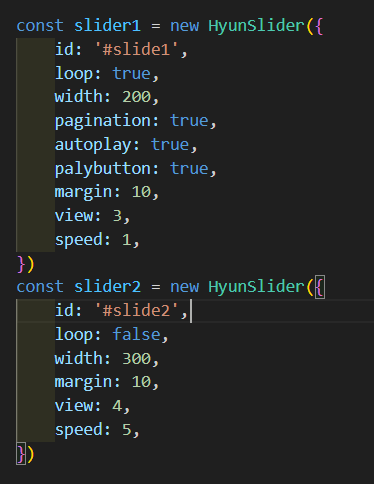 const slider1 = new HyunSlider({
    id: '#slide1',
    loop: true,
    width: 200,
    pagination: true,
    autoplay: true,
    palybutton: true,
    margin: 10,
    view: 3,
    speed: 1,
})
const slider2 = new HyunSlider({
    id: '#slide2',
    loop: false,
    width: 300,
    margin: 10,
    view: 4,
    speed: 5,
})